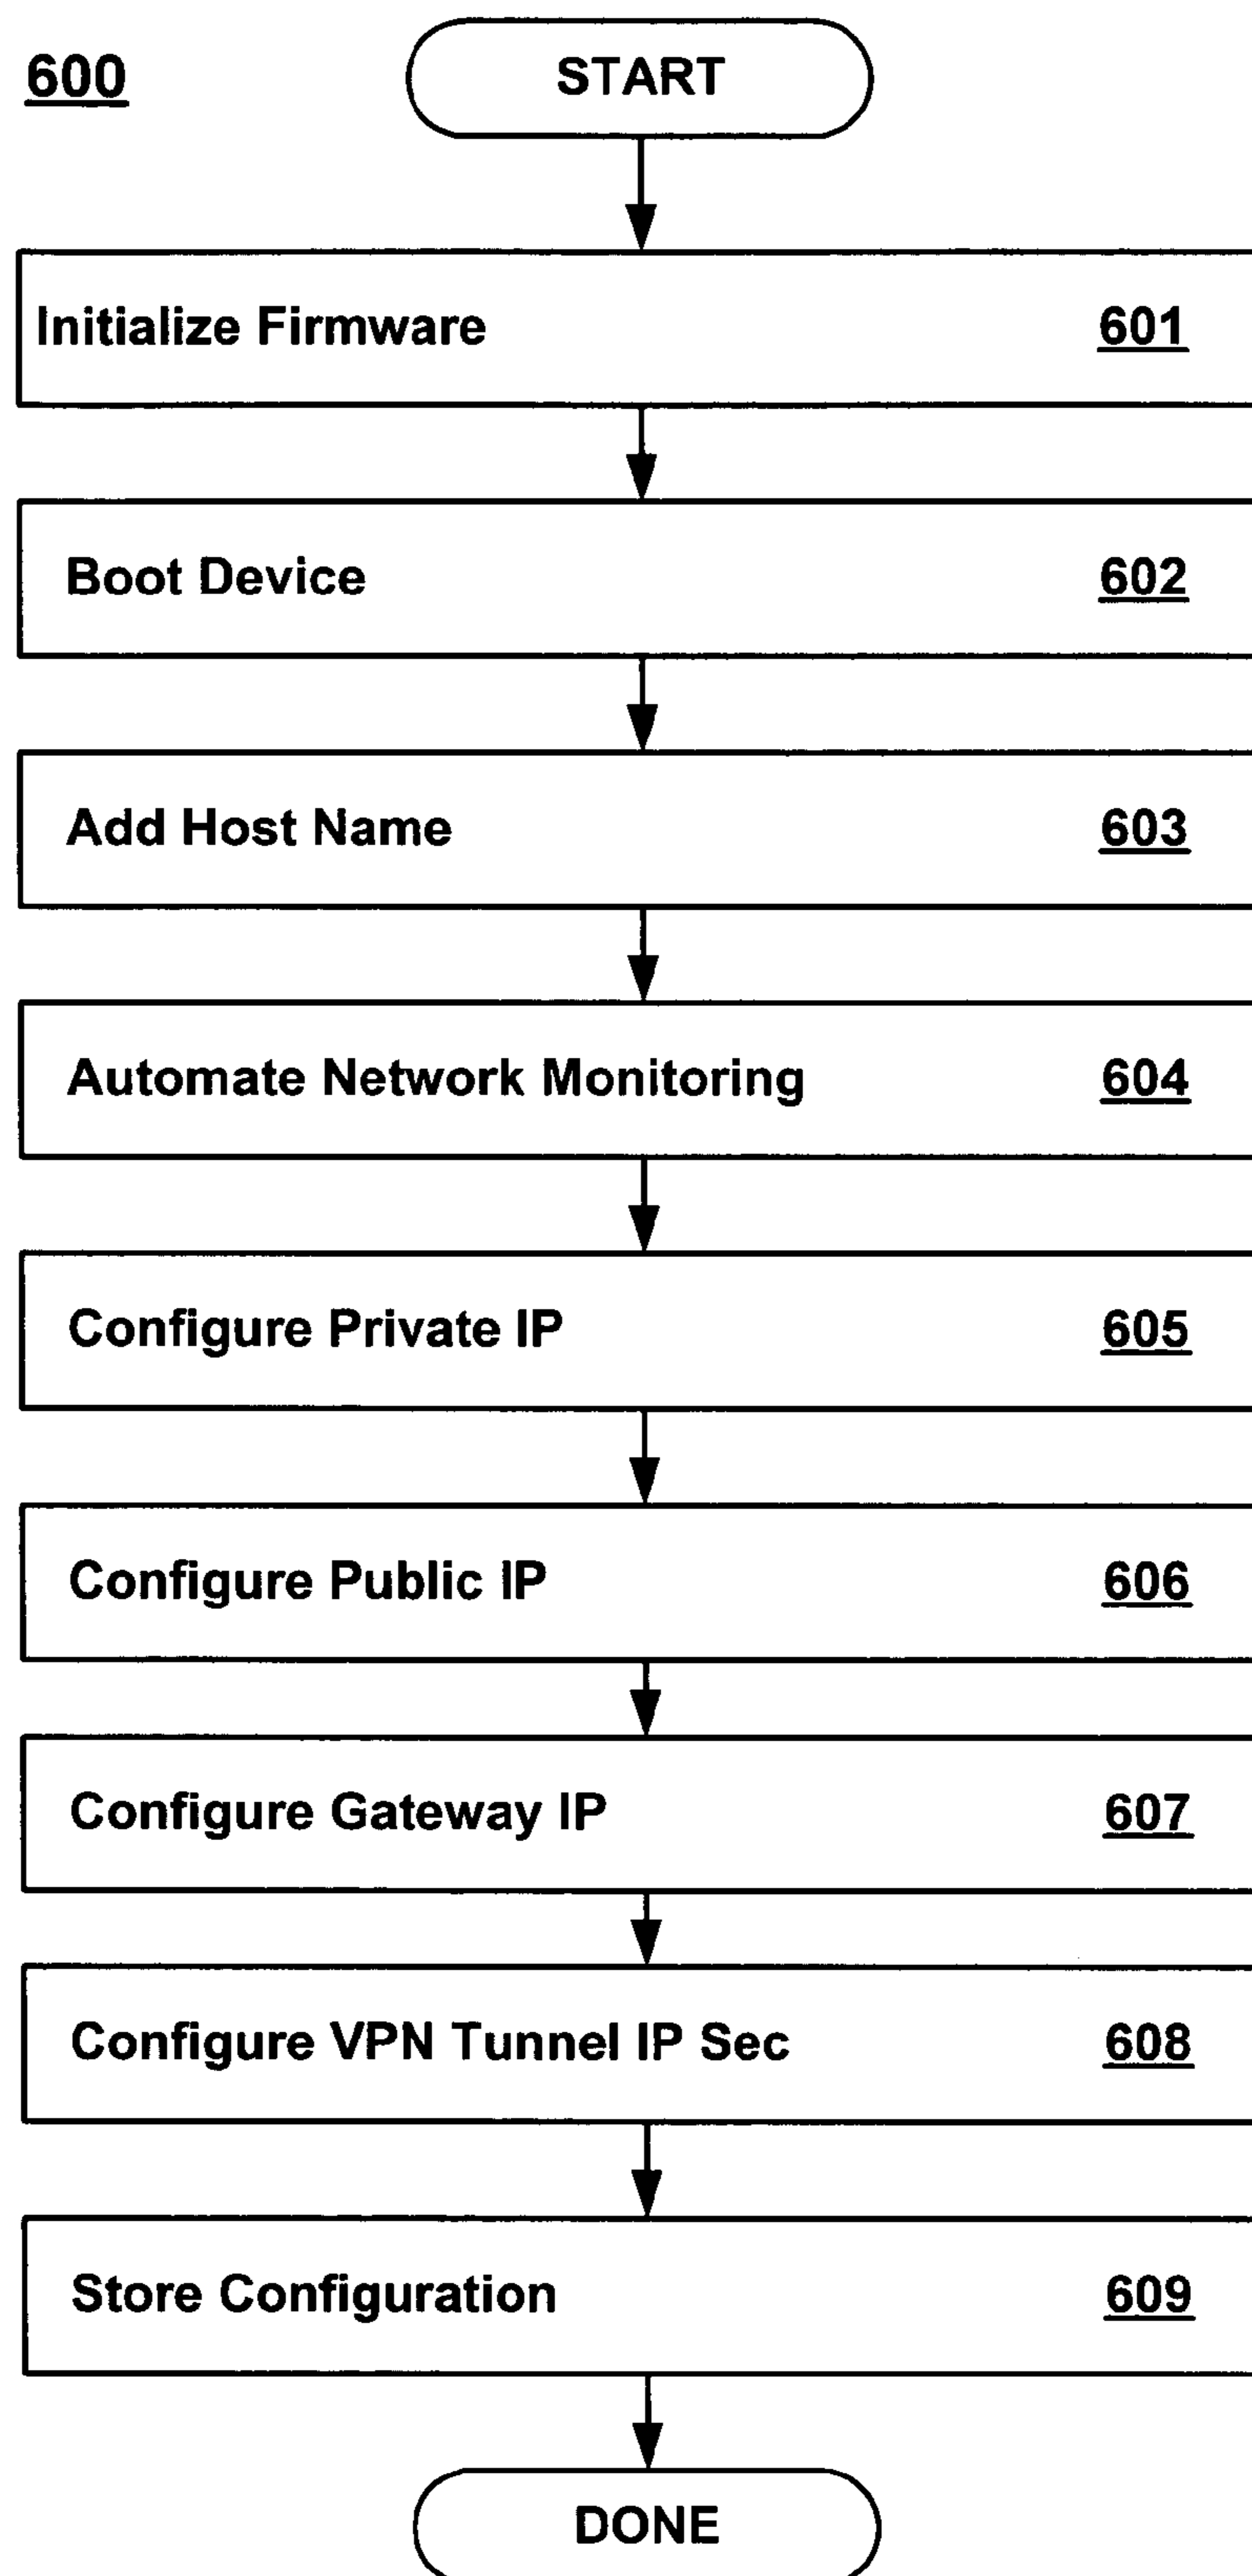 600
START
Initialize Firmware 601
Boot Device 602
Add Host Name 603
Automate Network Monitoring 604
Configure Private IP 605
Configure Public IP 606
Configure Gateway IP 607
Configure VPN Tunnel IP Sec 608
Store Configuration 609
DONE